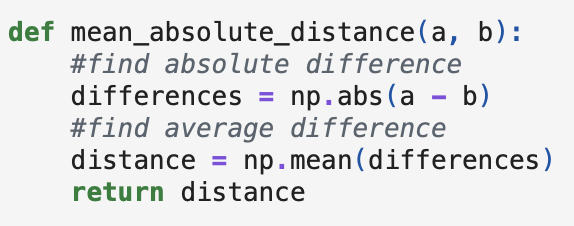 def mean_absolute_distance(a, b):
    #find absolute difference
    differences = np.abs(a - b)
    #find average difference
    distance = np.mean(differences)
    return distance